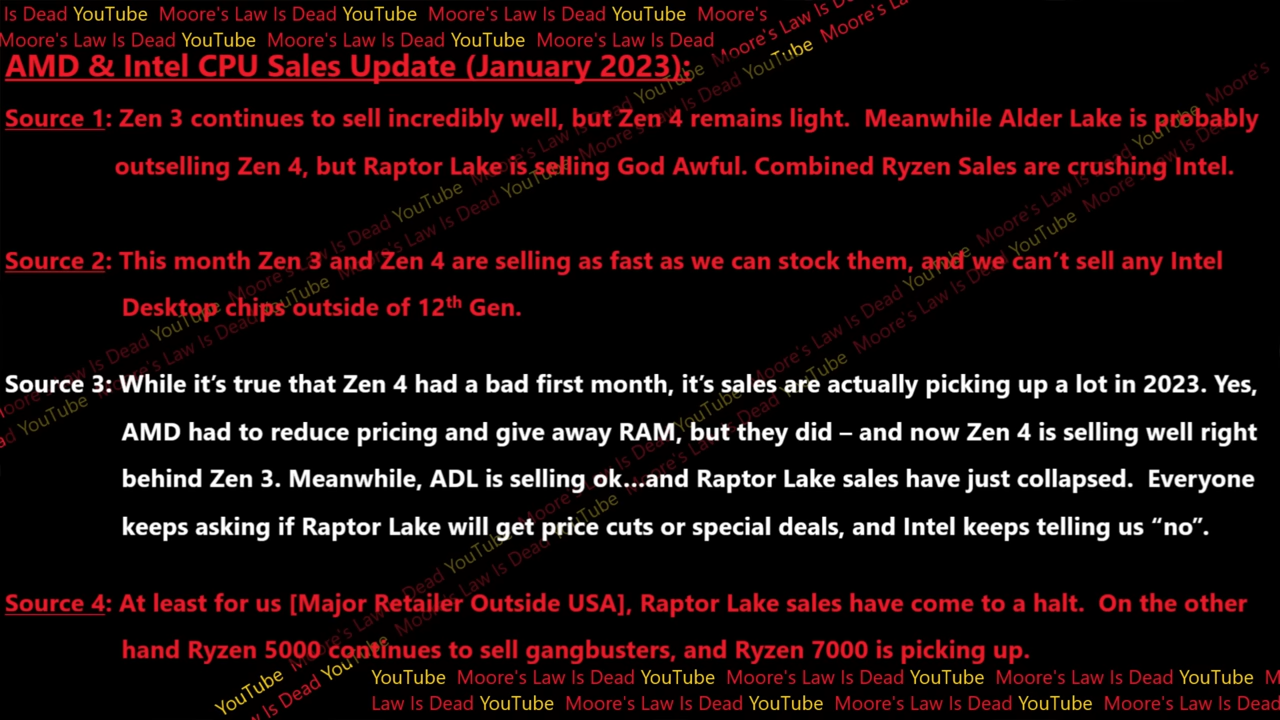 Is Dead YouTube Moore's Law Is Dead YouTube Moore's Law Is Dead YouTube Moore's
Moore's Law Is Dead YouTube Moore's Law Is Dead YouTube Moore's Law Is Dead
AMD & Intel CPU Sales Update (January 2023):
Source 1: Zen 3 continues to sell incredibly well, but Zen 4 remains light. Meanwhile Alder Lake is probably
outselling Zen 4, but Raptor Lake is selling God Awful. Combined Ryzen Sales are crushing Intel.
Source 2: This month Zen 3 and Zen 4 are selling as fast as we can stock them, and we can’t sell any Intel
Desktop chips outside of 12th Gen.
Source 3: While it’s true that Zen 4 had a bad first month, it’s sales are actually picking up a lot in 2023. Yes,
AMD had to reduce pricing and give away RAM, but they did – and now Zen 4 is selling well right
behind Zen 3. Meanwhile, ADL is selling ok…and Raptor Lake sales have just collapsed. Everyone
keeps asking if Raptor Lake will get price cuts or special deals, and Intel keeps telling us “no”.
Source 4: At least for us [Major Retailer Outside USA], Raptor Lake sales have come to a halt. On the other
hand Ryzen 5000 continues to sell gangbusters, and Ryzen 7000 is picking up.
YouTube Moore's Law Is Dead YouTube Moore's Law Is Dead YouTube Moore's Law Is Dead YouTube M
Law Is Dead YouTube Moore's Law Is Dead YouTube Moore's Law Is Dead YouTube Moore's Law Is Dead